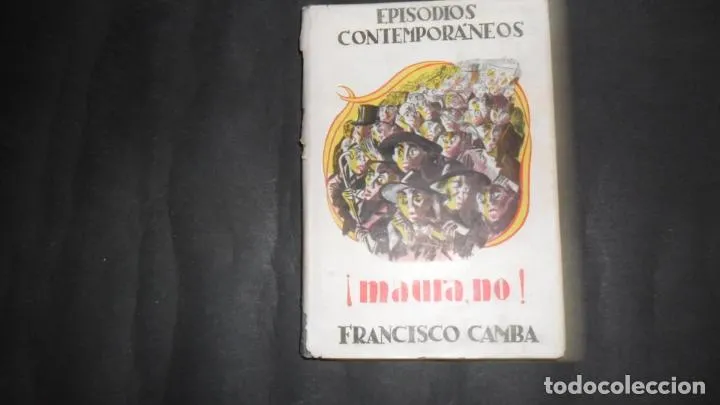 EPISODIOS
CONTEMPORÁNEOS
¡maura, no!
FRANCISCO CAMBA
todocoleccion